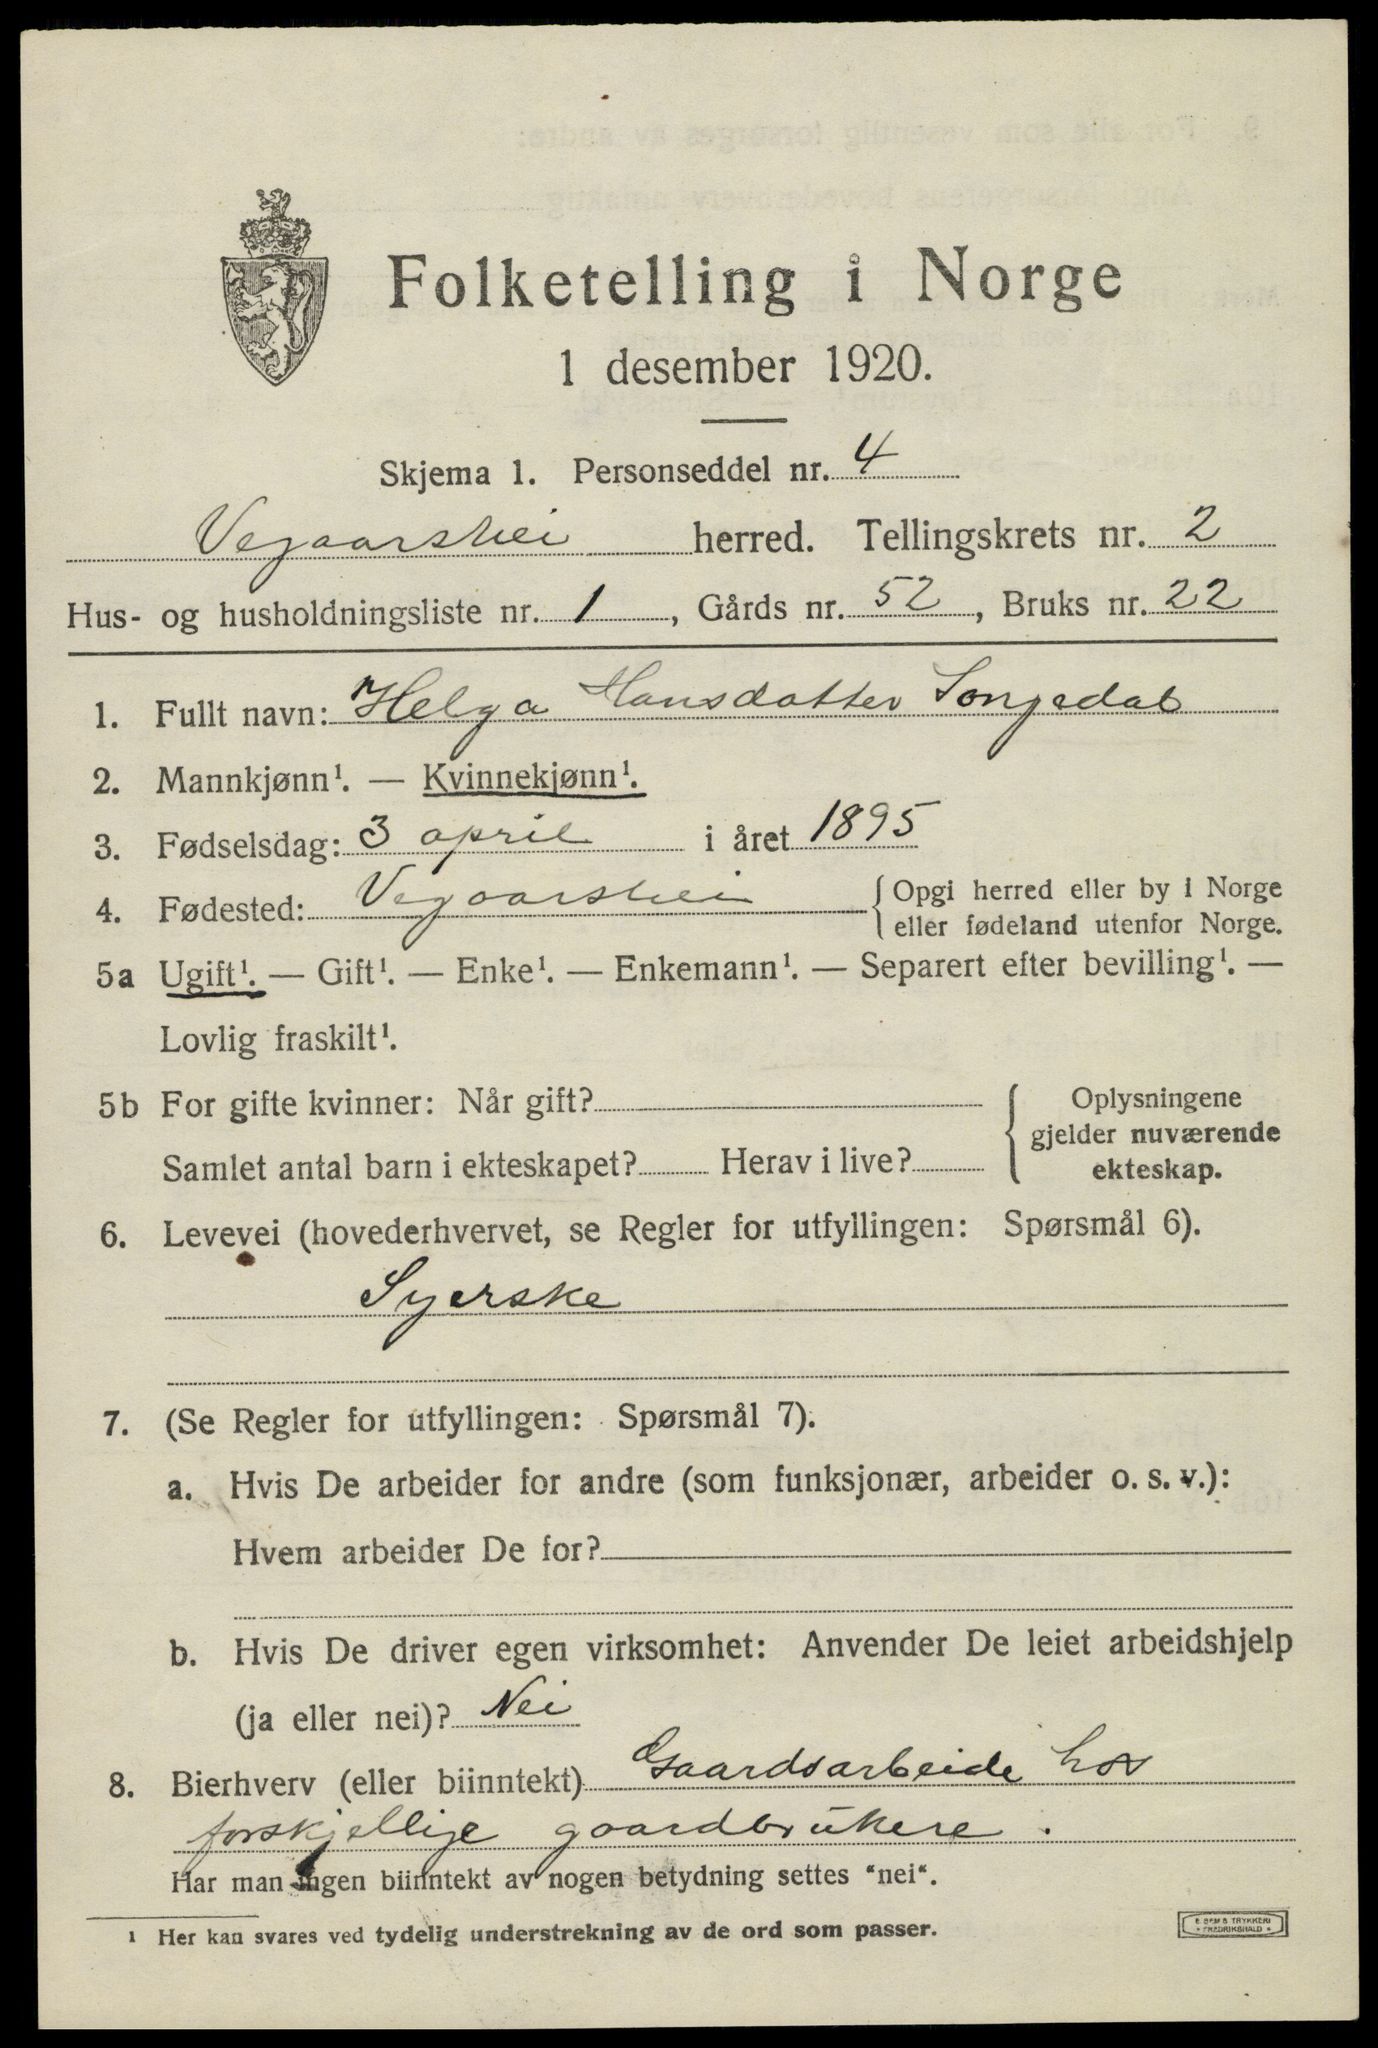 Folketelling i Norge
1 desember 1920.
Skjema 1. Personseddel nr. 4
Vegaarshei herred. Tellingskrets nr. 2
Hus- og husholdningsliste nr. 1, Gårds nr. 52, Bruks nr. 22
1. Fullt navn: Helga Hansdatter Songedal
2. Mannkjønn¹. — Kvinnekjønn¹.
3. Fødselsdag: 3 april i året 1895
4. Fødested: Vegaarshei { Opgi herred eller by i Norge
eller fødeland utenfor Norge.
5a Ugift¹. — Gift¹. — Enke¹. — Enkemann¹. — Separert efter bevilling¹. —
Lovlig fraskilt¹.
5b For gifte kvinner: Når gift?
Samlet antal barn i ekteskapet? Herav i live?
{ Oplysningene
gjelder nuværende
ekteskap.
6. Levevei (hovederhvervet, se Regler for utfyllingen: Spørsmål 6).
Syerske
7. (Se Regler for utfyllingen: Spørsmål 7).
a. Hvis De arbeider for andre (som funksjonær, arbeider o. s. v.):
Hvem arbeider De for?
b. Hvis De driver egen virksomhet: Anvender De leiet arbeidshjelp
(ja eller nei)? Nei
8. Bierhverv (eller biinntekt) Gaardsarbeide hos
forskjellige gaardbrukere.
Har man ingen biinntekt av nogen betydning settes "nei".
¹ Her kan svares ved tydelig understrekning av de ord som passer.
E. SEM'S TRYKKERI
• FREDRIKSHALD •